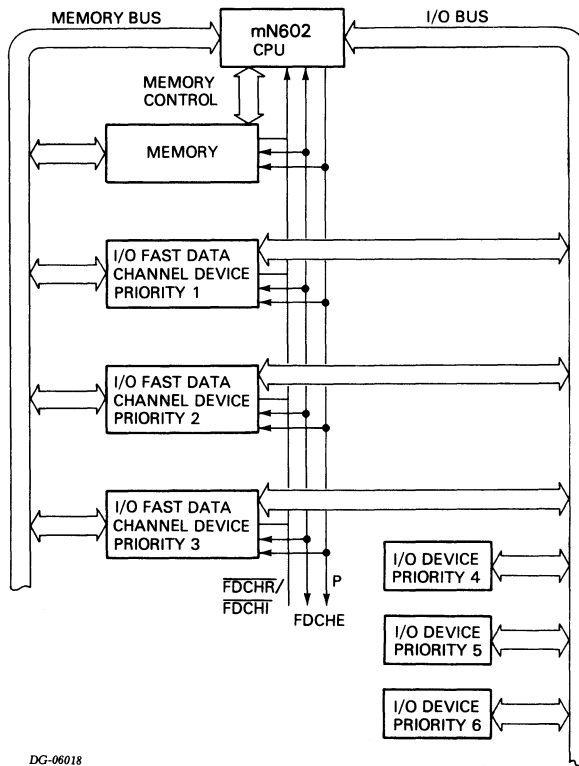 MEMORY BUS
mN602
CPU
I/O BUS
MEMORY
CONTROL
MEMORY
I/O FAST DATA
CHANNEL DEVICE
PRIORITY 1
I/O FAST DATA
CHANNEL DEVICE
PRIORITY 2
I/O FAST DATA
CHANNEL DEVICE
PRIORITY 3
FDCHR/
FDCHI
FDCHE
P
I/O DEVICE
PRIORITY 4
I/O DEVICE
PRIORITY 5
I/O DEVICE
PRIORITY 6
DG-06018